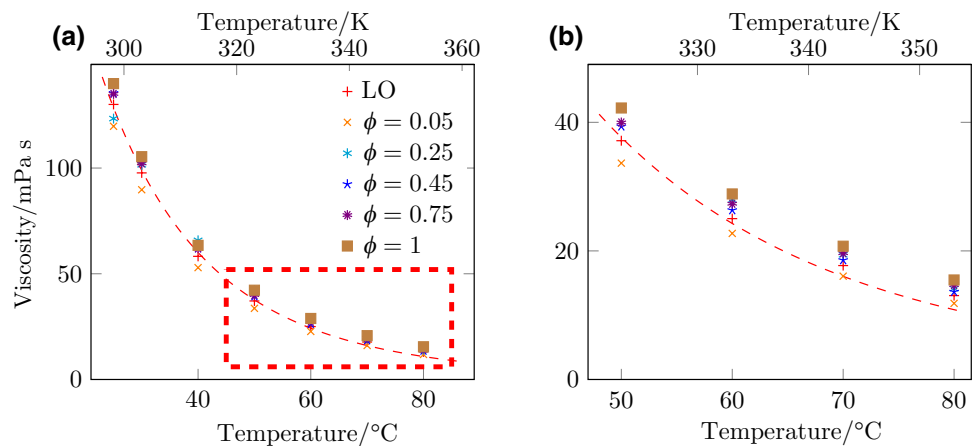 (a)
Temperature/K
300 320 340 360
Viscosity/mPa s
100
50
0
LO
ϕ = 0.05
ϕ = 0.25
ϕ = 0.45
ϕ = 0.75
ϕ = 1
40 60 80
Temperature/°C
(b)
Temperature/K
330 340 350
40
20
0
50 60 70 80
Temperature/°C